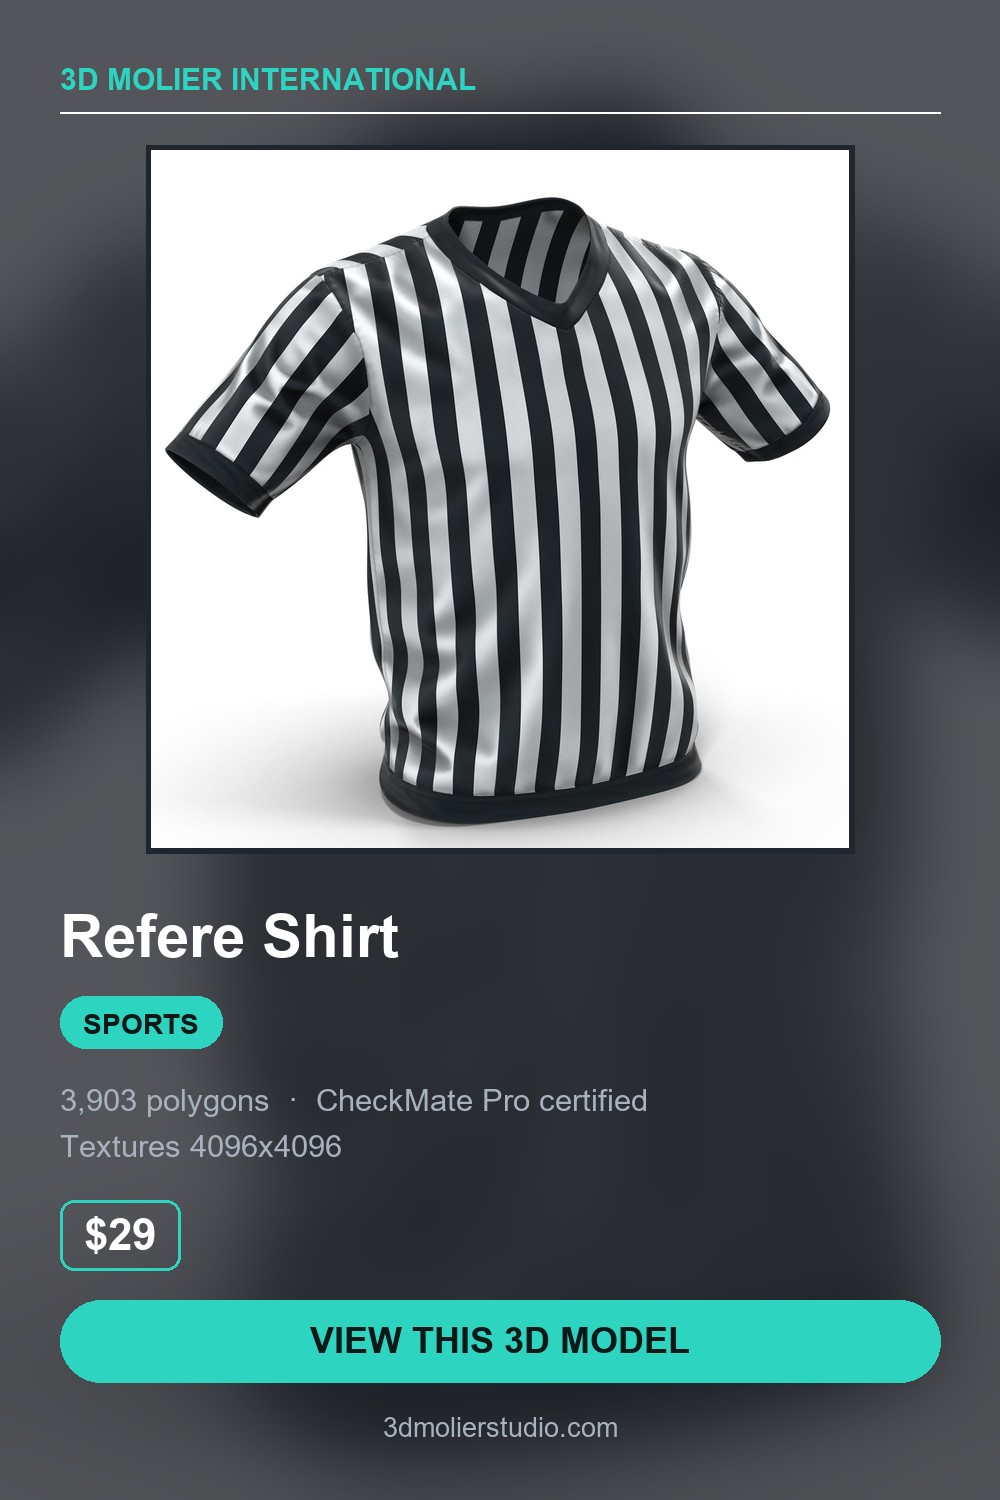 3D MOLIER INTERNATIONAL
Refere Shirt
SPORTS
3,903 polygons · CheckMate Pro certified
Textures 4096x4096
$29
VIEW THIS 3D MODEL
3dmolierstudio.com